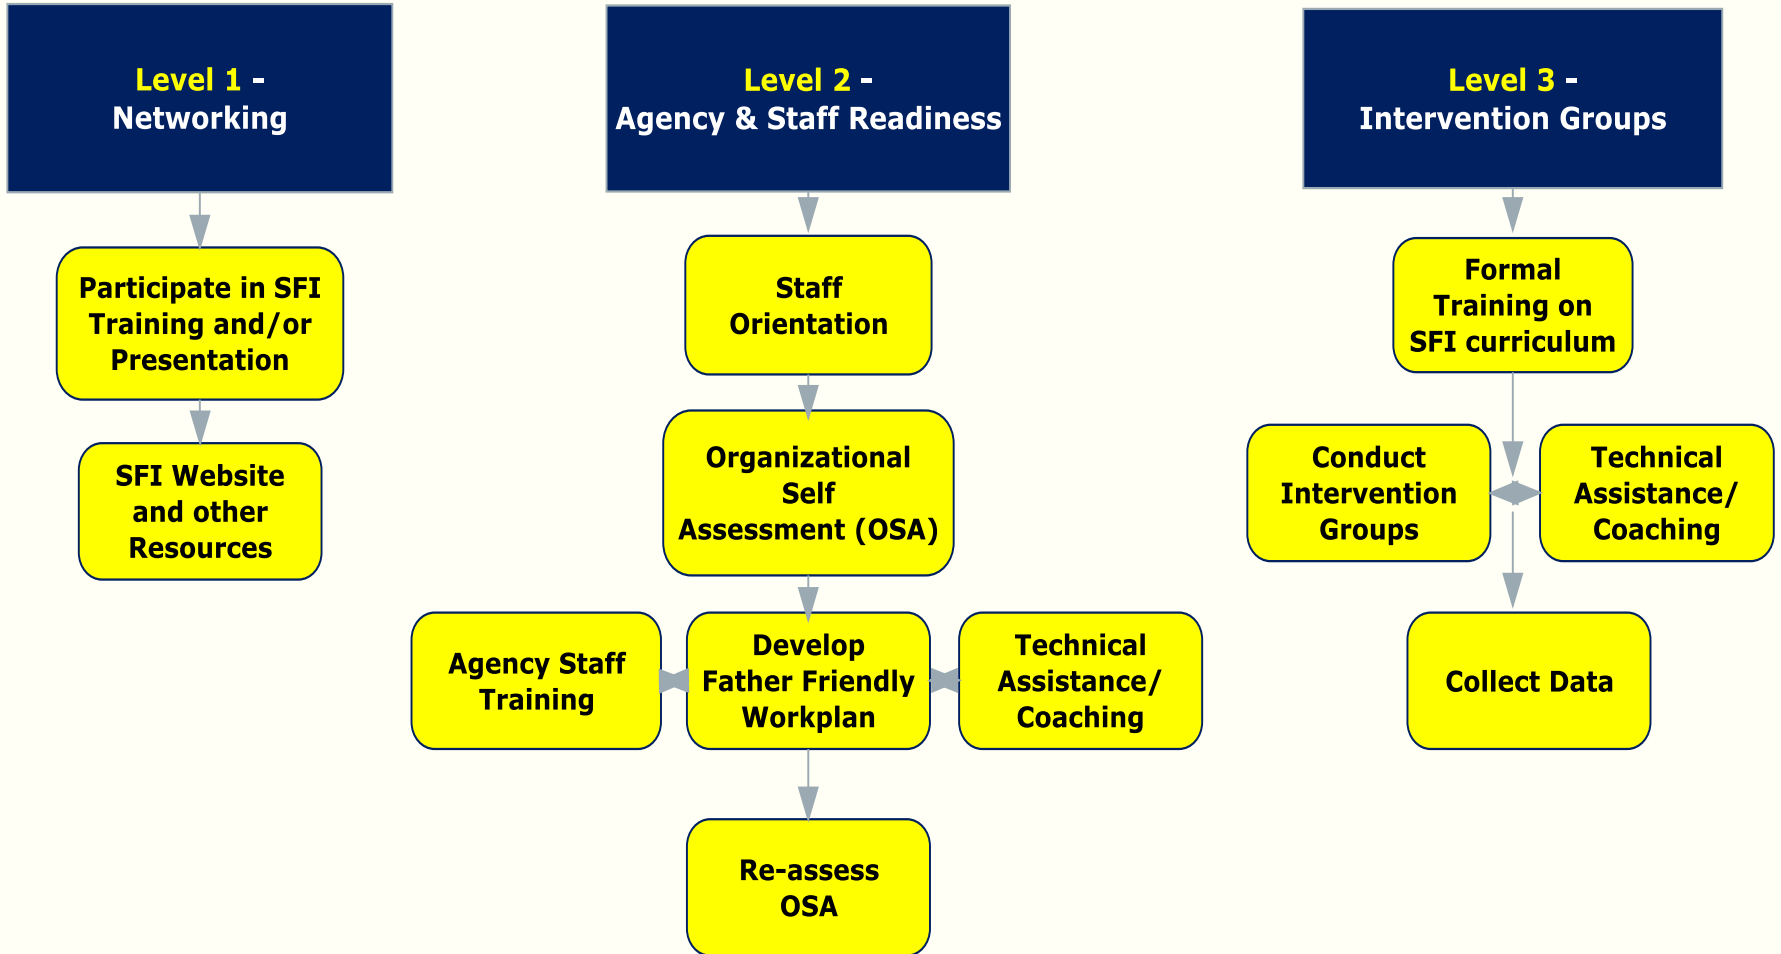 Level 1 -
Networking
Participate in SFI
Training and/or
Presentation
SFI Website
and other
Resources
Level 2 -
Agency & Staff Readiness
Staff
Orientation
Organizational
Self
Assessment (OSA)
Agency Staff
Training
Develop
Father Friendly
Workplan
Technical
Assistance/
Coaching
Re-assess
OSA
Level 3 -
Intervention Groups
Formal
Training on
SFI curriculum
Conduct
Intervention
Groups
Technical
Assistance/
Coaching
Collect Data